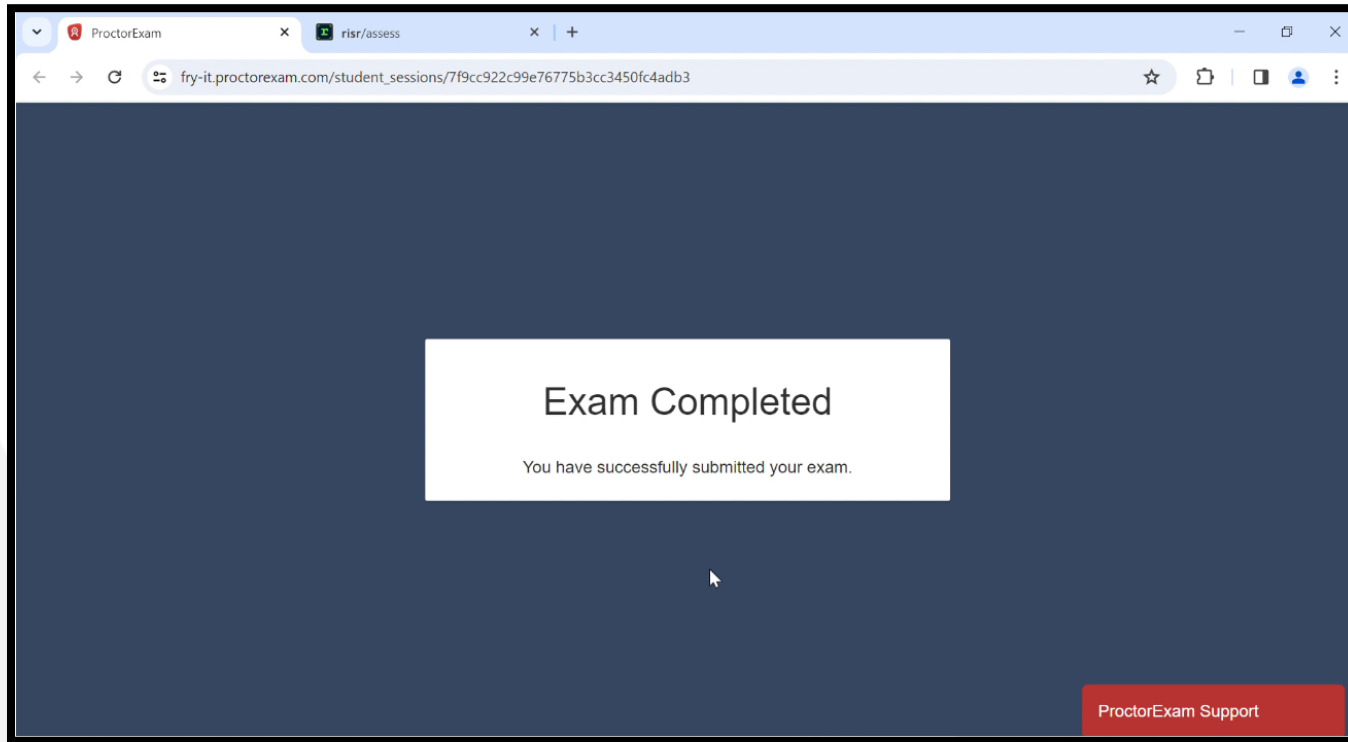 ProctorExam
risr/assess
fry-it.proctorexam.com/student_sessions/7f9cc922c99e76775b3cc3450fc4adb3
Exam Completed
You have successfully submitted your exam.
ProctorExam Support